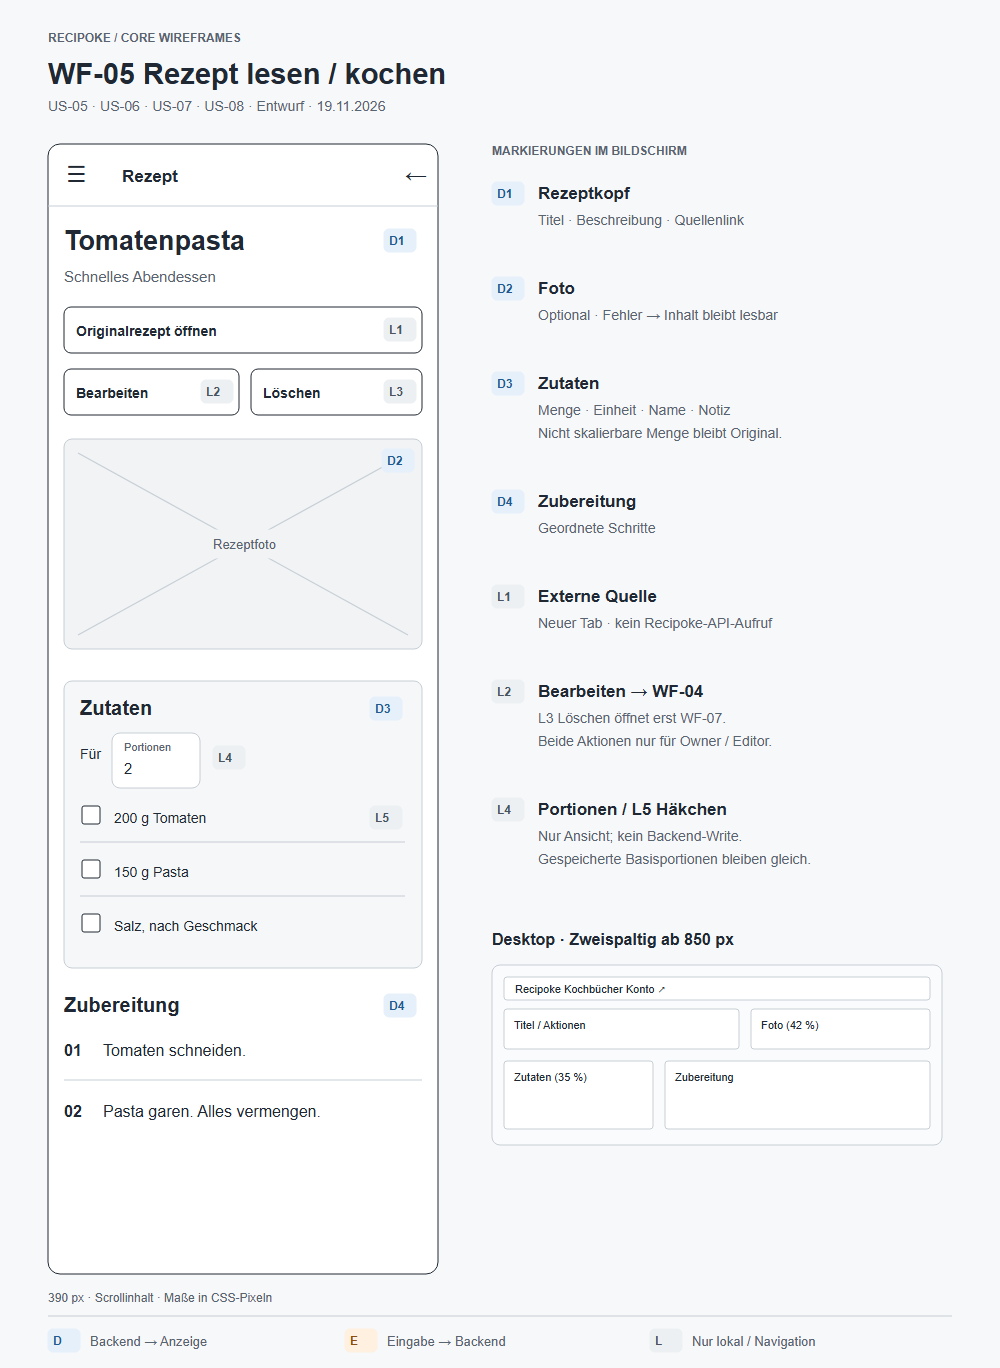 RECIPOKE / CORE WIREFRAMES
WF-05 Rezept lesen / kochen
US-05 · US-06 · US-07 · US-08 · Entwurf · 19.11.2026
☰ Rezept ←
Tomatenpasta D1
Schnelles Abendessen
Originalrezept öffnen L1
Bearbeiten L2 Löschen L3
D2
Rezeptfoto
Zutaten D3
Für Portionen L4
2
200 g Tomaten L5
150 g Pasta
Salz, nach Geschmack
Zubereitung D4
01 Tomaten schneiden.
02 Pasta garen. Alles vermengen.
390 px · Scrollinhalt · Maße in CSS-Pixeln
MARKIERUNGEN IM BILDSCHIRM
D1 Rezeptkopf
Titel · Beschreibung · Quellenlink
D2 Foto
Optional · Fehler → Inhalt bleibt lesbar
D3 Zutaten
Menge · Einheit · Name · Notiz
Nicht skalierbare Menge bleibt Original.
D4 Zubereitung
Geordnete Schritte
L1 Externe Quelle
Neuer Tab · kein Recipoke-API-Aufruf
L2 Bearbeiten → WF-04
L3 Löschen öffnet erst WF-07.
Beide Aktionen nur für Owner / Editor.
L4 Portionen / L5 Häkchen
Nur Ansicht; kein Backend-Write.
Gespeicherte Basisportionen bleiben gleich.
Desktop · Zweispaltig ab 850 px
Recipoke Kochbücher Konto ↗
Titel / Aktionen Foto (42 %)
Zutaten (35 %) Zubereitung
D Backend → Anzeige E Eingabe → Backend L Nur lokal / Navigation